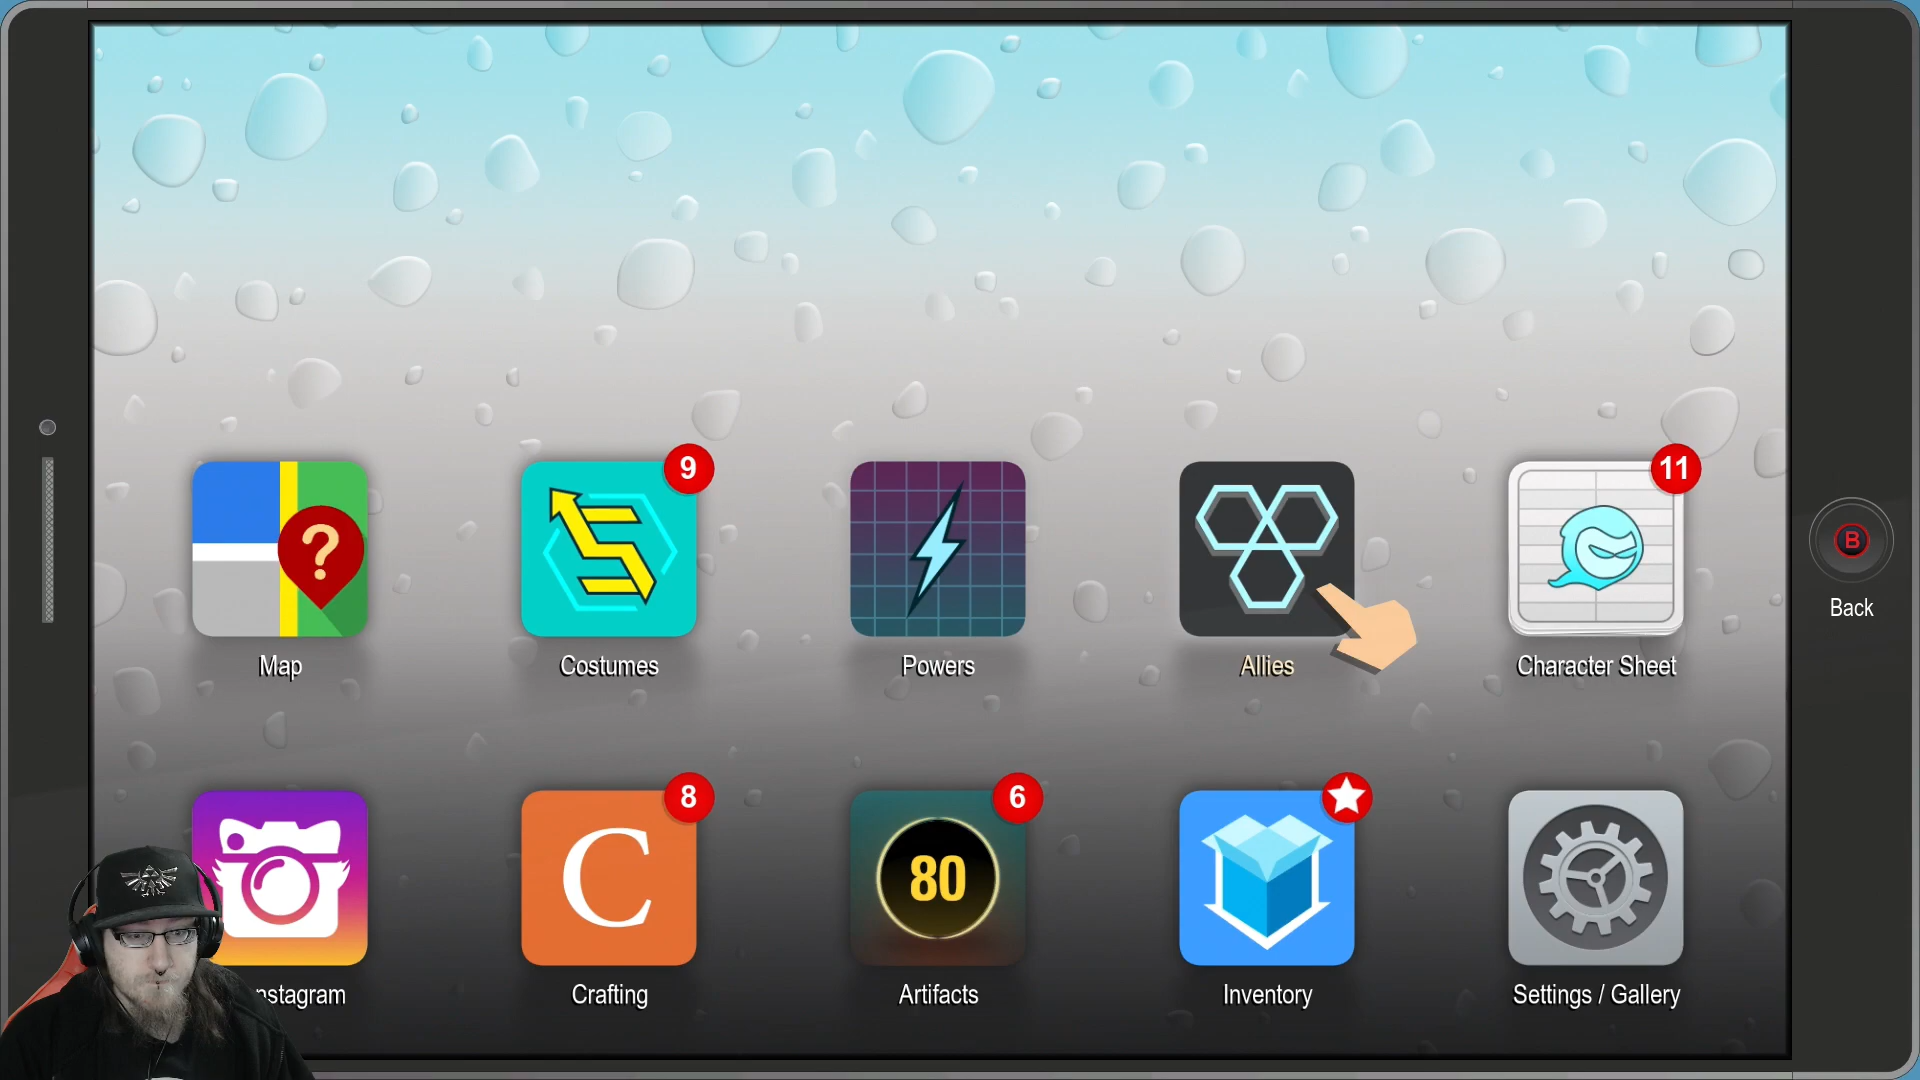 9
11
?
B
Back
Map
Costumes
Powers
Allies
Character Sheet
8
6
C
80
nstagram
Crafting
Artifacts
Inventory
Settings / Gallery